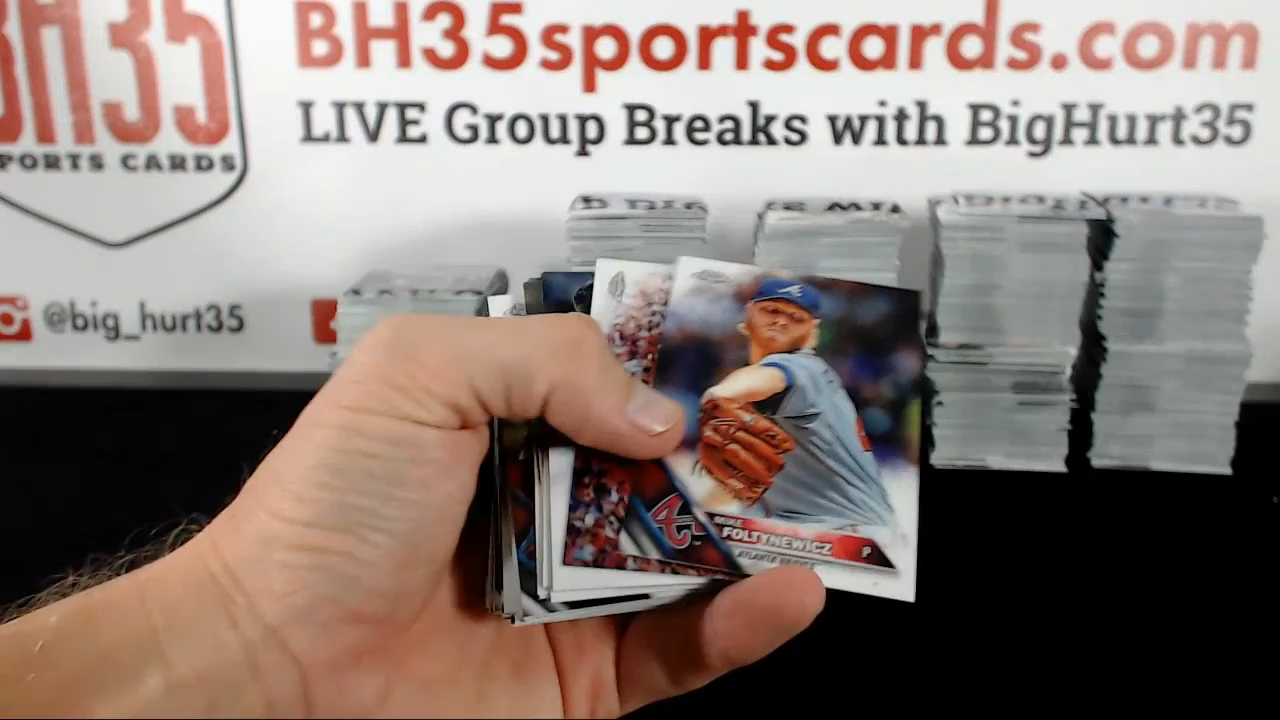 BH35
SPORTS CARDS
BH35sportscards.com
LIVE Group Breaks with BigHurt35
@big_hurt35
MIKE
FOLTYNEWICZ
P
ATLANTA BRAVES